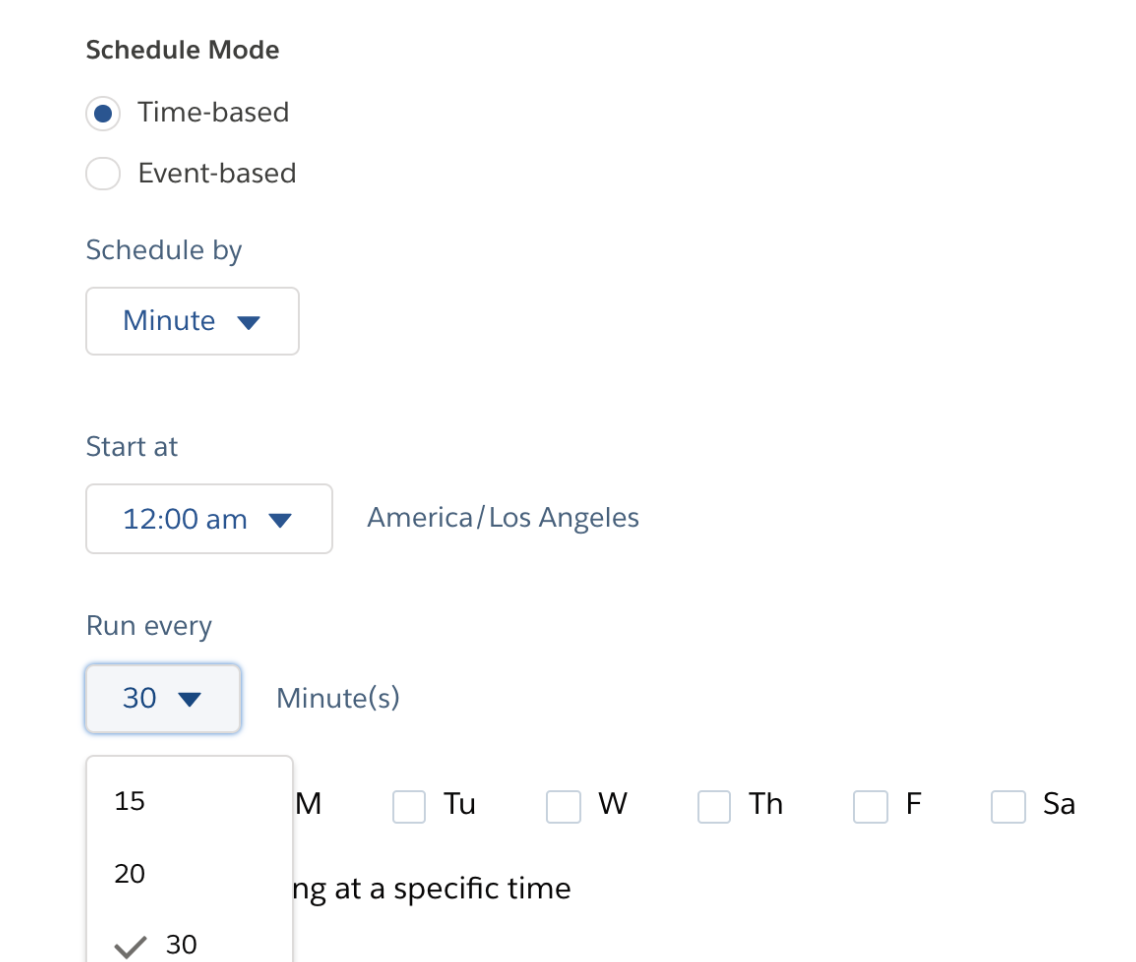 Schedule Mode
Time-based
Event-based
Schedule by
Minute
Start at
12:00 am America/Los Angeles
Run every
30 Minute(s)
15
M Tu W Th F Sa
20
ng at a specific time
30